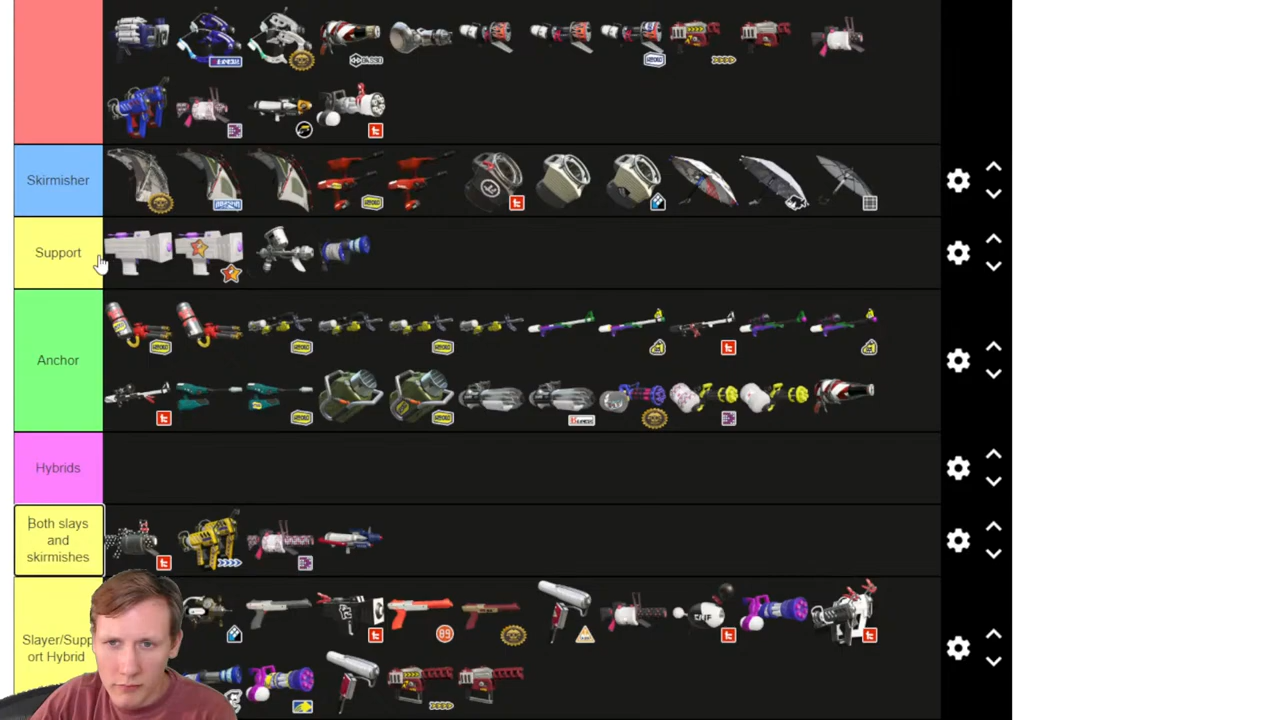 Skirmisher
Support
Anchor
Hybrids
Both slays
and
skirmishes
Slayer/Supp
ort Hybrid